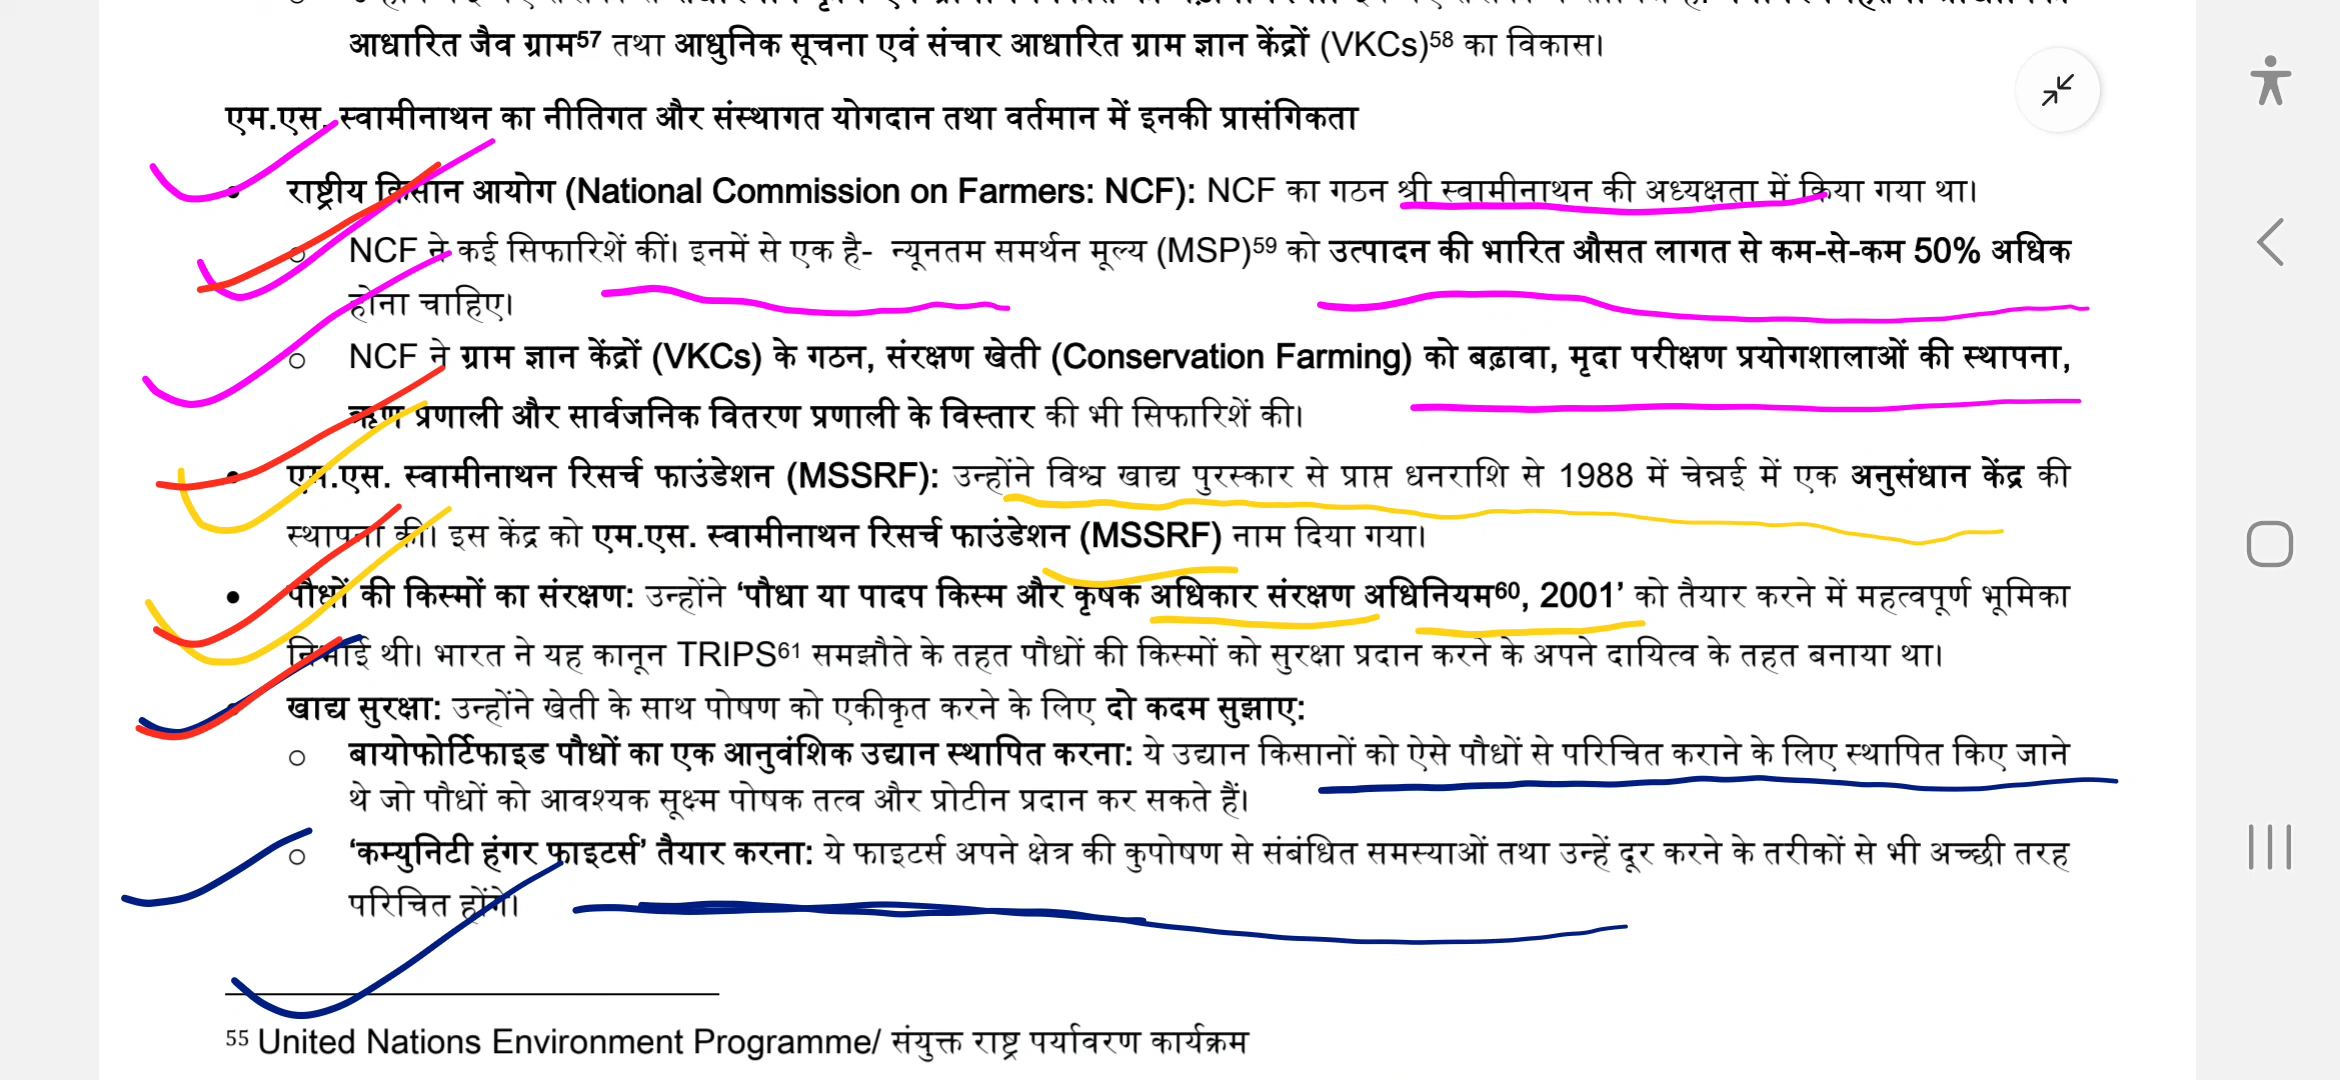 आधारित जैव ग्राम57 तथा आधुनिक सूचना एवं संचार आधारित ग्राम ज्ञान केंद्रों (VKCs)58 का विकास।
एम.एस. स्वामीनाथन का नीतिगत और संस्थागत योगदान तथा वर्तमान में इनकी प्रासंगिकता
• राष्ट्रीय किसान आयोग (National Commission on Farmers: NCF): NCF का गठन श्री स्वामीनाथन की अध्यक्षता में किया गया था।
o NCF ने कई सिफारिशें कीं। इनमें से एक है- न्यूनतम समर्थन मूल्य (MSP)59 को उत्पादन की भारित औसत लागत से कम-से-कम 50% अधिक
होना चाहिए।
o NCF ने ग्राम ज्ञान केंद्रों (VKCs) के गठन, संरक्षण खेती (Conservation Farming) को बढ़ावा, मृदा परीक्षण प्रयोगशालाओं की स्थापना,
ऋण प्रणाली और सार्वजनिक वितरण प्रणाली के विस्तार की भी सिफारिशें की।
• एम.एस. स्वामीनाथन रिसर्च फाउंडेशन (MSSRF): उन्होंने विश्व खाद्य पुरस्कार से प्राप्त धनराशि से 1988 में चेन्नई में एक अनुसंधान केंद्र की
स्थापना की। इस केंद्र को एम.एस. स्वामीनाथन रिसर्च फाउंडेशन (MSSRF) नाम दिया गया।
• पौधों की किस्मों का संरक्षण: उन्होंने ‘पौधा या पादप किस्म और कृषक अधिकार संरक्षण अधिनियम60, 2001’ को तैयार करने में महत्वपूर्ण भूमिका
निभाई थी। भारत ने यह कानून TRIPS61 समझौते के तहत पौधों की किस्मों को सुरक्षा प्रदान करने के अपने दायित्व के तहत बनाया था।
• खाद्य सुरक्षा: उन्होंने खेती के साथ पोषण को एकीकृत करने के लिए दो कदम सुझाए:
o बायोफोर्टिफाइड पौधों का एक आनुवंशिक उद्यान स्थापित करना: ये उद्यान किसानों को ऐसे पौधों से परिचित कराने के लिए स्थापित किए जाने
थे जो पौधों को आवश्यक सूक्ष्म पोषक तत्व और प्रोटीन प्रदान कर सकते हैं।
o ‘कम्युनिटी हंगर फाइटर्स’ तैयार करना: ये फाइटर्स अपने क्षेत्र की कुपोषण से संबंधित समस्याओं तथा उन्हें दूर करने के तरीकों से भी अच्छी तरह
परिचित होंगे।
55 United Nations Environment Programme/ संयुक्त राष्ट्र पर्यावरण कार्यक्रम